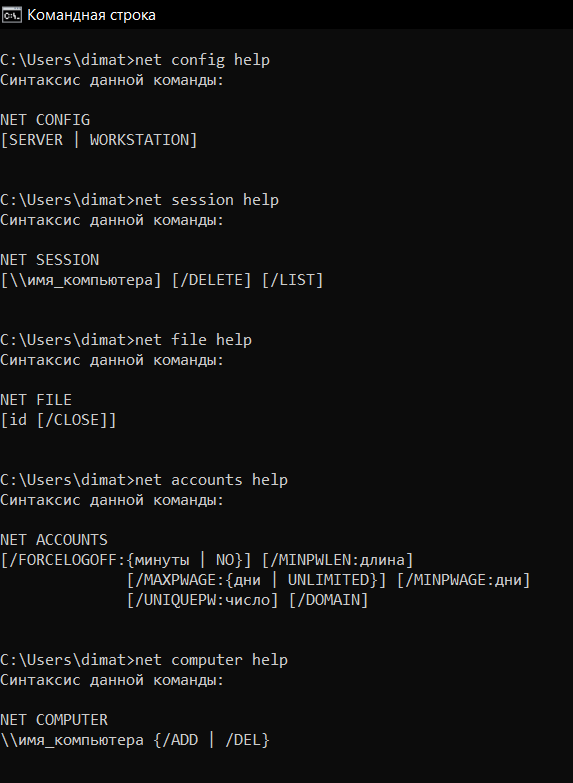 Командная строка
C:\Users\dimat>net config help
Синтаксис данной команды:
NET CONFIG
[SERVER | WORKSTATION]
C:\Users\dimat>net session help
Синтаксис данной команды:
NET SESSION
[\\имя_компьютера] [/DELETE] [/LIST]
C:\Users\dimat>net file help
Синтаксис данной команды:
NET FILE
[id [/CLOSE]]
C:\Users\dimat>net accounts help
Синтаксис данной команды:
NET ACCOUNTS
[/FORCELOGOFF:{минуты | NO}] [/MINPWLEN:длина]
[/MAXPWAGE:{дни | UNLIMITED}] [/MINPWAGE:дни]
[/UNIQUEPW:число] [/DOMAIN]
C:\Users\dimat>net computer help
Синтаксис данной команды:
NET COMPUTER
\\имя_компьютера {/ADD | /DEL}